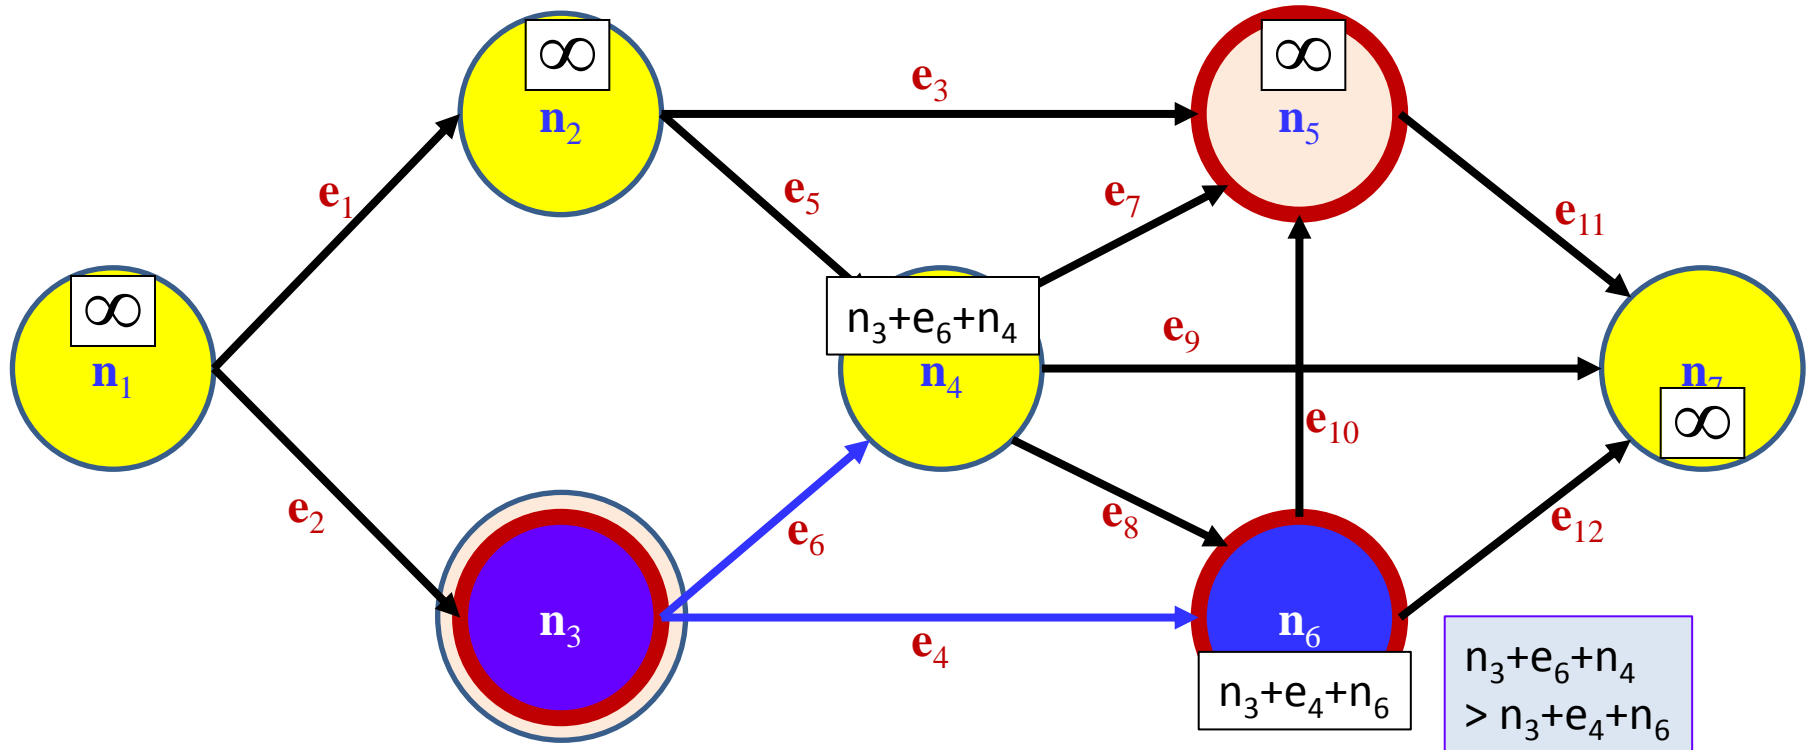 ∞
n₂
e₃
∞
n₅
e₁
e₅
e₇
e₁₁
∞
n₁
n₃+e₆+n₄
n₄
e₉
n₇
∞
e₂
e₆
e₈
e₁₀
e₁₂
n₃
e₄
n₆
n₃+e₄+n₆
n₃+e₆+n₄
> n₃+e₄+n₆